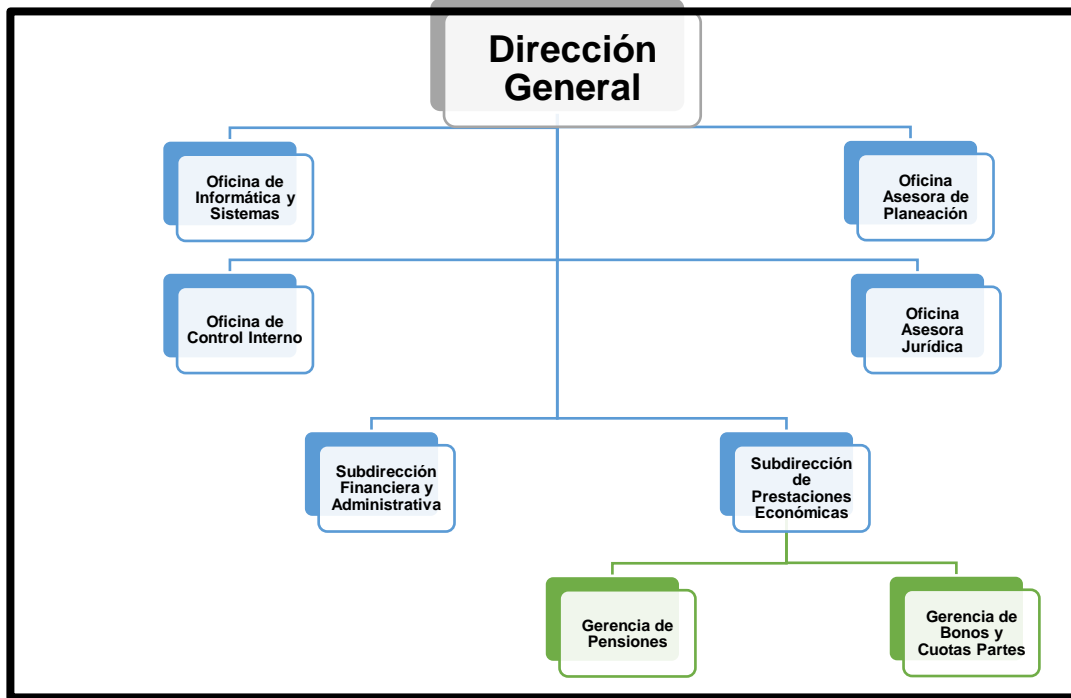 Dirección
General
Oficina de
Informática y
Sistemas
Oficina
Asesora de
Planeación
Oficina de
Control Interno
Oficina
Asesora
Jurídica
Subdirección
Financiera y
Administrativa
Subdirección
de
Prestaciones
Económicas
Gerencia de
Pensiones
Gerencia de
Bonos y
Cuotas Partes